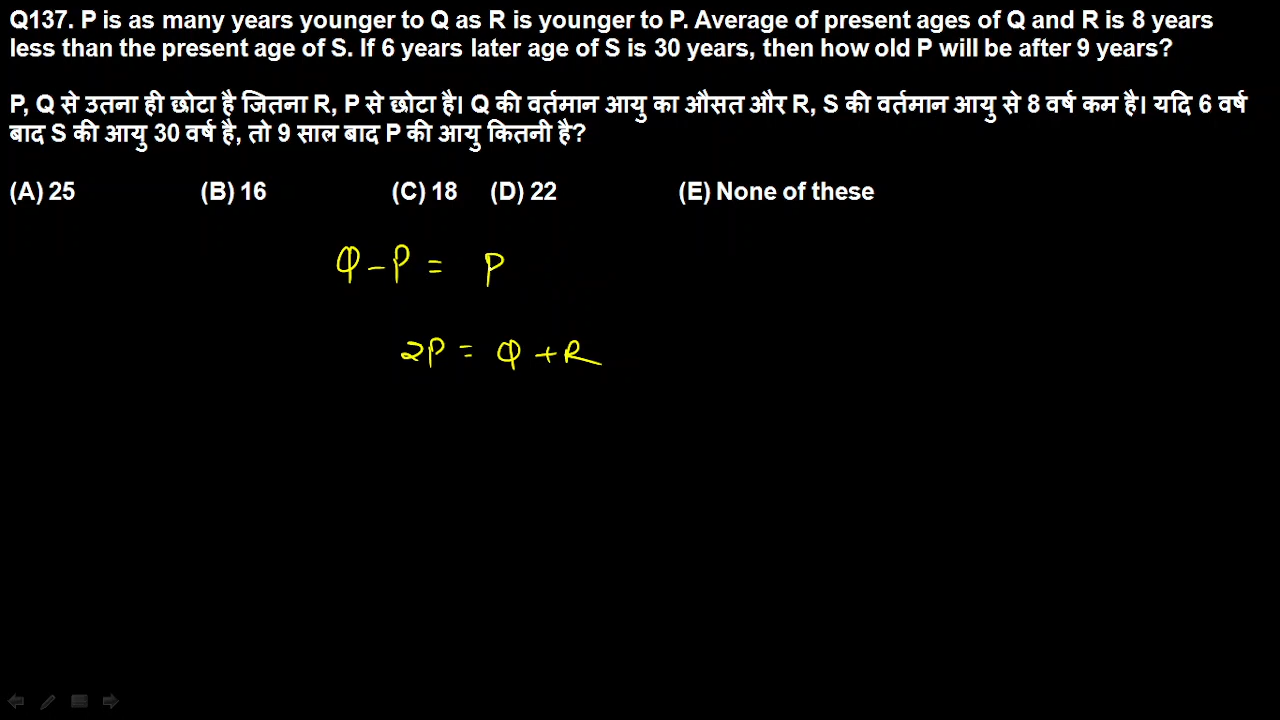 Q137. P is as many years younger to Q as R is younger to P. Average of present ages of Q and R is 8 years
less than the present age of S. If 6 years later age of S is 30 years, then how old P will be after 9 years?
P, Q से उतना ही छोटा है जितना R, P से छोटा है। Q की वर्तमान आयु का औसत और R, S की वर्तमान आयु से 8 वर्ष कम है। यदि 6 वर्ष
बाद S की आयु 30 वर्ष है, तो 9 साल बाद P की आयु कितनी है?
(A) 25 (B) 16 (C) 18 (D) 22 (E) None of these
Q - P = P
2P = Q + R